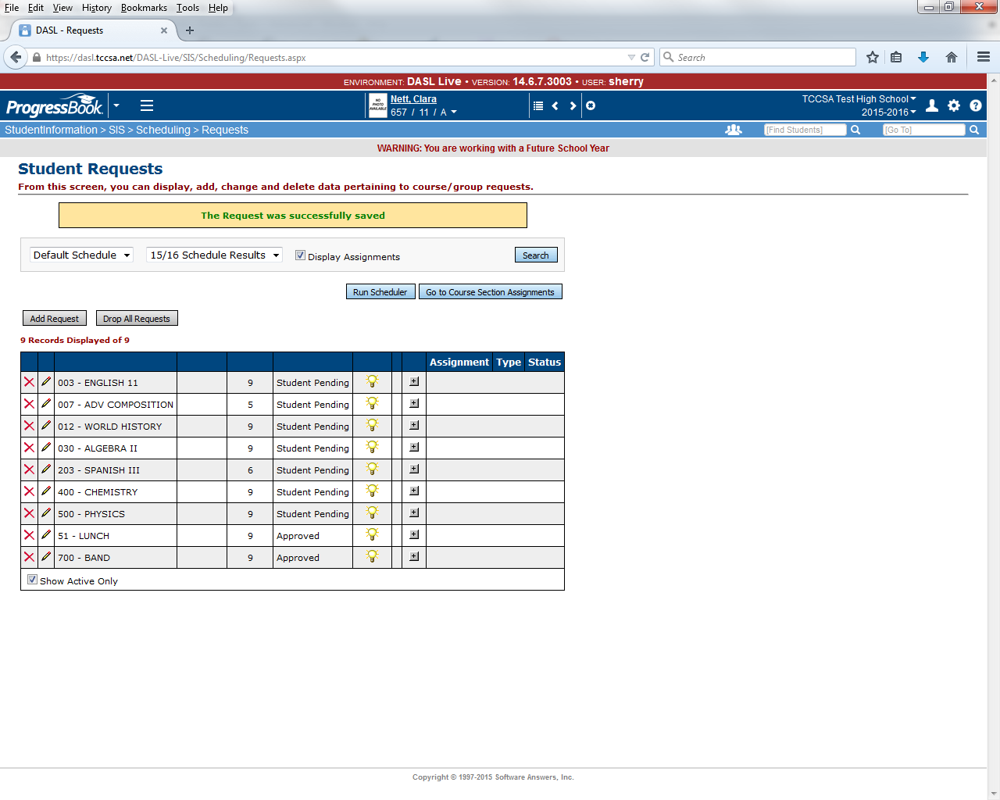 File Edit View History Bookmarks Tools Help
DASL - Requests
https://dasl.tccsa.net/DASL-Live/SIS/Scheduling/Requests.aspx
Search
ENVIRONMENT: DASL Live • VERSION: 14.6.7.3003 • USER: sherry
ProgressBook
NO PHOTO AVAILABLE
Nett, Clara
657 / 11 / A
TCCSA Test High School
2015-2016
StudentInformation > SIS > Scheduling > Requests
[Find Students]
[Go To]
WARNING: You are working with a Future School Year
Student Requests
From this screen, you can display, add, change and delete data pertaining to course/group requests.
The Request was successfully saved
Default Schedule 15/16 Schedule Results Display Assignments Search
Run Scheduler Go to Course Section Assignments
Add Request Drop All Requests
9 Records Displayed of 9
Assignment Type Status
003 - ENGLISH 11 9 Student Pending
007 - ADV COMPOSITION 5 Student Pending
012 - WORLD HISTORY 9 Student Pending
030 - ALGEBRA II 9 Student Pending
203 - SPANISH III 6 Student Pending
400 - CHEMISTRY 9 Student Pending
500 - PHYSICS 9 Student Pending
51 - LUNCH 9 Approved
700 - BAND 9 Approved
Show Active Only
Copyright © 1997-2015 Software Answers, Inc.